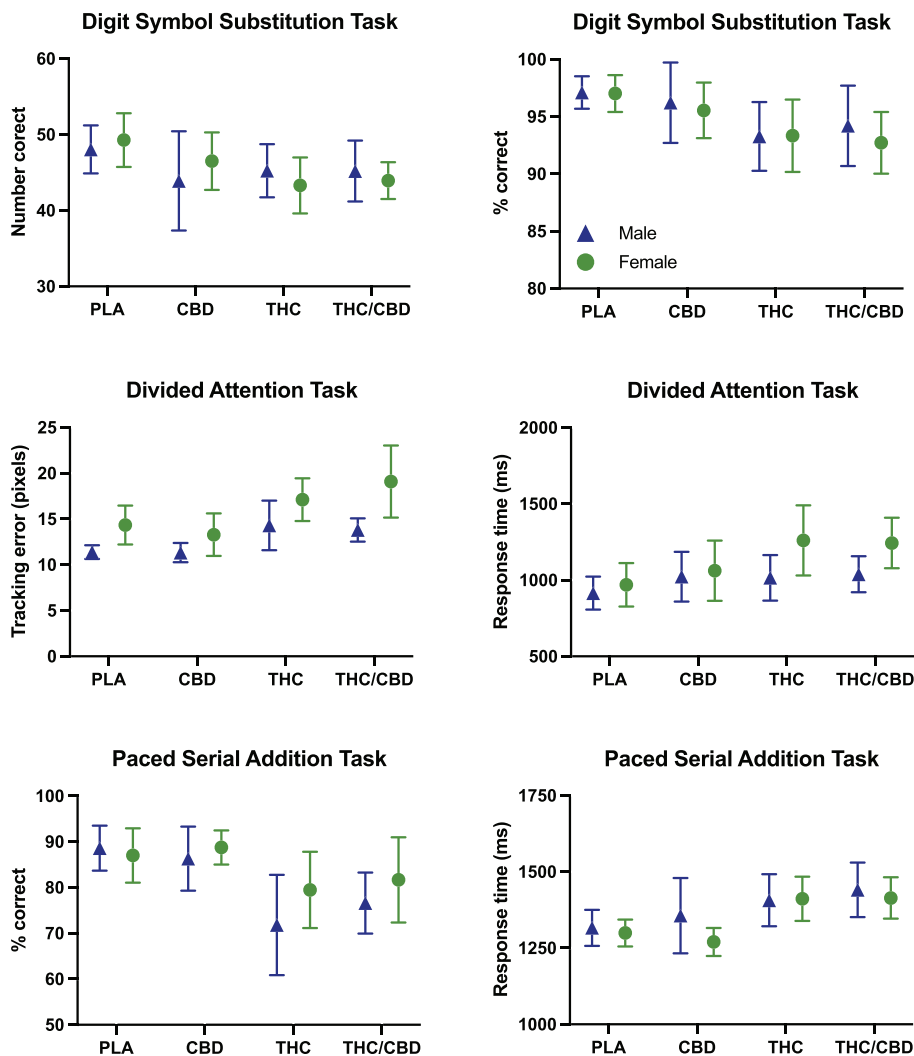 Digit Symbol Substitution Task
Number corect
60
50
40
30
PLA CBD THC THC/CBD
Digit Symbol Substitution Task
% correct
100
95
90
85
80
Male
Female
PLA CBD THC THC/CBD
Divided Attention Task
Tracking error (pixels)
25
20
15
10
5
0
PLA CBD THC THC/CBD
Divided Attention Task
Response time (ms)
2000
1500
1000
500
PLA CBD THC THC/CBD
Paced Serial Addition Task
% correct
100
90
80
70
60
50
PLA CBD THC THC/CBD
Paced Serial Addition Task
Response time (ms)
1750
1500
1250
1000
PLA CBD THC THC/CBD